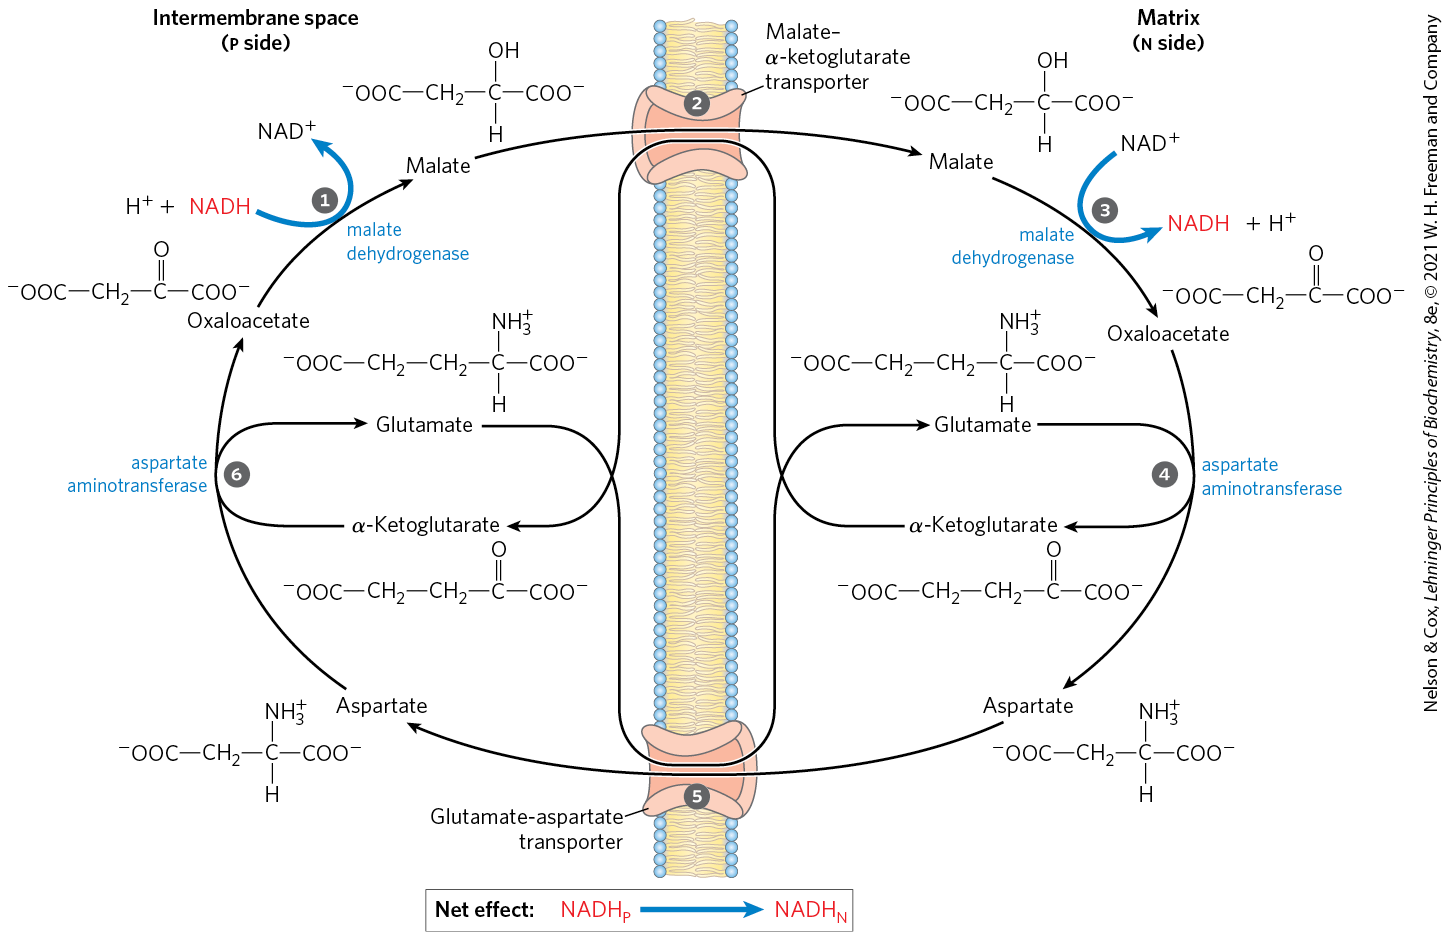 Intermembrane space
(P side)
Matrix
(N side)
Malate–
α-ketoglutarate
transporter
2
OH
⁻OOC—CH₂—C—COO⁻
H
OH
⁻OOC—CH₂—C—COO⁻
H
NAD⁺
Malate
Malate
NAD⁺
H⁺ + NADH
1
malate
dehydrogenase
3
NADH + H⁺
malate
dehydrogenase
O
⁻OOC—CH₂—C—COO⁻
Oxaloacetate
O
⁻OOC—CH₂—C—COO⁻
Oxaloacetate
NH₃⁺
⁻OOC—CH₂—CH₂—C—COO⁻
H
NH₃⁺
⁻OOC—CH₂—CH₂—C—COO⁻
H
Glutamate
Glutamate
aspartate
aminotransferase
6
4
aspartate
aminotransferase
α-Ketoglutarate
α-Ketoglutarate
O
⁻OOC—CH₂—CH₂—C—COO⁻
O
⁻OOC—CH₂—CH₂—C—COO⁻
Aspartate
Aspartate
NH₃⁺
⁻OOC—CH₂—C—COO⁻
H
NH₃⁺
⁻OOC—CH₂—C—COO⁻
H
5
Glutamate-aspartate
transporter
Net effect: NADHP NADHN
Nelson & Cox, Lehninger Principles of Biochemistry, 8e, © 2021 W. H. Freeman and Company